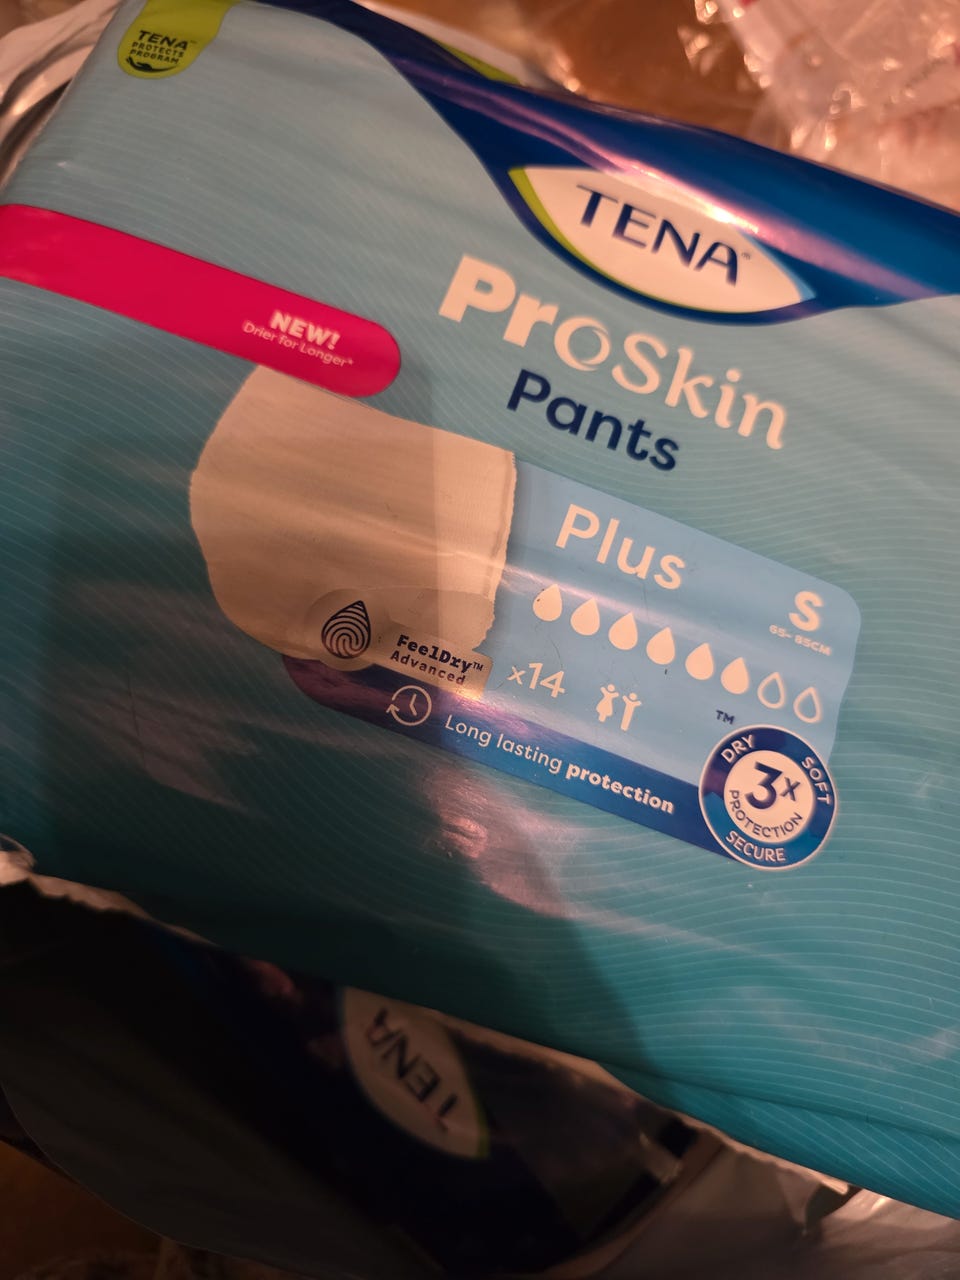 TENA™
PROTECTS
PROGRAM
TENA®
ProSkin
Pants
NEW!
Drier for Longer*
Plus
S
65-85CM
FeelDry™
Advanced
x14
Long lasting protection
™
DRY
SOFT
3x
PROTECTION
SECURE
TENA